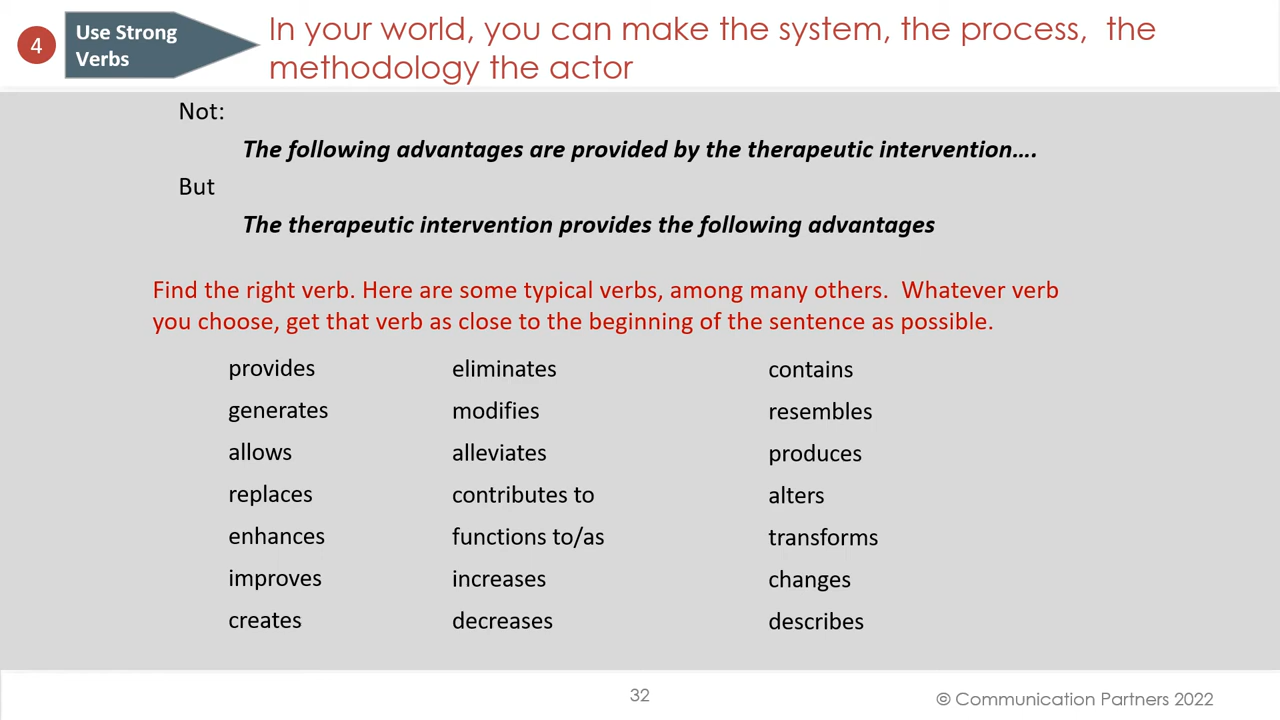 4
Use Strong
Verbs
In your world, you can make the system, the process,  the
methodology the actor
Not:
The following advantages are provided by the therapeutic intervention....
But
The therapeutic intervention provides the following advantages
Find the right verb. Here are some typical verbs, among many others.  Whatever verb
you choose, get that verb as close to the beginning of the sentence as possible.
provides
generates
allows
replaces
enhances
improves
creates
eliminates
modifies
alleviates
contributes to
functions to/as
increases
decreases
contains
resembles
produces
alters
transforms
changes
describes
32
© Communication Partners 2022